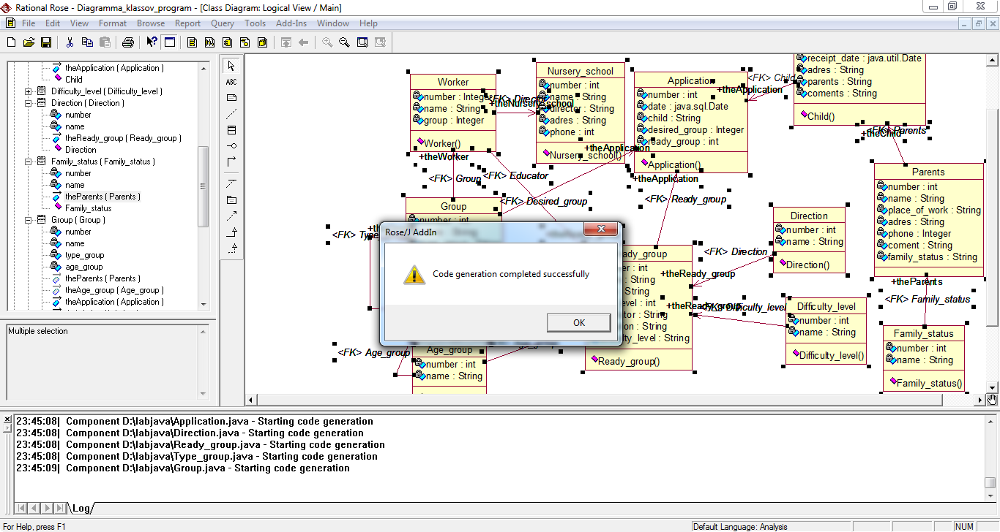 Rational Rose - Diagramma_klassov_program - [Class Diagram: Logical View / Main]
File Edit View Format Browse Report Query Tools Add-Ins Window Help
theApplication ( Application )
Child
Difficulty_level ( Difficulty_level )
Direction ( Direction )
number
name
theReady_group ( Ready_group )
Direction
Family_status ( Family_status )
number
name
theParents ( Parents )
Family_status
Group ( Group )
number
name
type_group
age_group
theParents ( Parents )
theAge_group ( Age_group )
theApplication ( Application )
Multiple selection
ABC
Worker
number : Integer
name : String
group : Integer
Worker()
+theWorker
<FK> Director
+theNursery_school
Nursery_school
number : int
name : String
director : String
adres : String
phone : int
Nursery_school()
Application
number : int
date : java.sql.Date
child : String
desired_group : Integer
ready_group : int
Application()
+theApplication
+theApplication
<FK> Child
+theApplication
receipt_date : java.util.Date
adres : String
parents : String
coments : String
Child()
<FK> Parents
+theChild
Parents
number : int
name : String
place_of_work : String
adres : String
phone : Integer
coment : String
family_status : String
+theParents
<FK> Family_status
Family_status
number : int
name : String
Family_status()
<FK> Group
<FK> Educator
<FK> Desired_group
<FK> Ready_group
Group
number : int
<FK> Type
Direction
number : int
name : String
Direction()
<FK> Direction
+theReady_group
+theReady_group
<FK> Difficulty_level
Difficulty_level
number : int
name : String
Difficulty_level()
ady_group
er : int
: String
String
evel : int
tor : String
on : String
ty_level : String
Ready_group()
<FK> Age_group
Age_group
number : int
name : String
Rose/J AddIn
Code generation completed successfully
OK
23:45:08| Component D:\labjava\Application.java - Starting code generation
23:45:08| Component D:\labjava\Direction.java - Starting code generation
23:45:08| Component D:\labjava\Ready_group.java - Starting code generation
23:45:08| Component D:\labjava\Type_group.java - Starting code generation
23:45:09| Component D:\labjava\Group.java - Starting code generation
Log
For Help, press F1
Default Language: Analysis
NUM